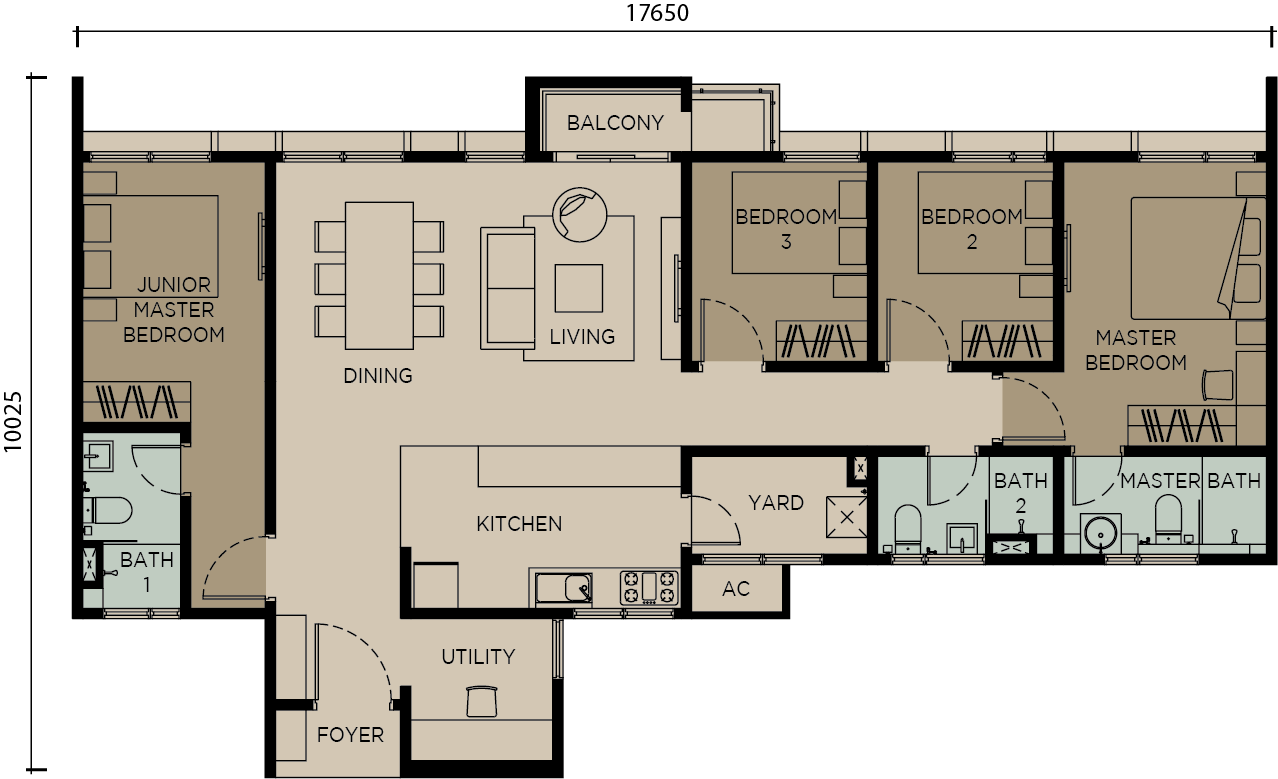 17650
10025
BALCONY
JUNIOR
MASTER
BEDROOM
DINING
LIVING
BEDROOM
3
BEDROOM
2
MASTER
BEDROOM
KITCHEN
YARD
BATH
2
MASTER BATH
BATH
1
AC
UTILITY
FOYER